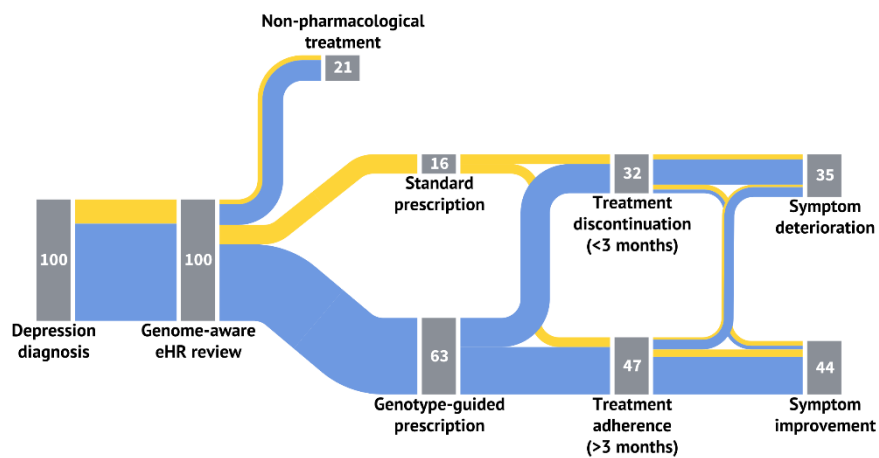 Non-pharmacological
treatment
21
16
Standard
prescription
32
Treatment
discontinuation
(<3 months)
35
Symptom
deterioration
100
Depression
diagnosis
100
Genome-aware
eHR review
63
Genotype-guided
prescription
47
Treatment
adherence
(>3 months)
44
Symptom
improvement